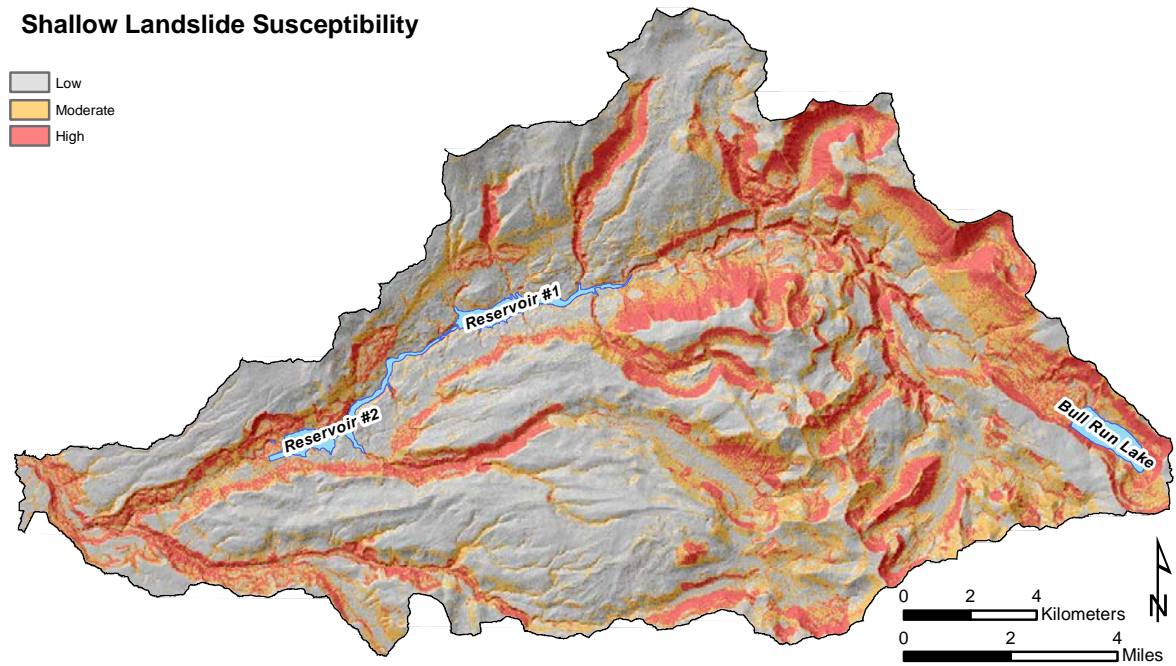 Shallow Landslide Susceptibility
Low
Moderate
High
Reservoir #1
Reservoir #2
Bull Run Lake
N
0 2 4
Kilometers
0 2 4
Miles